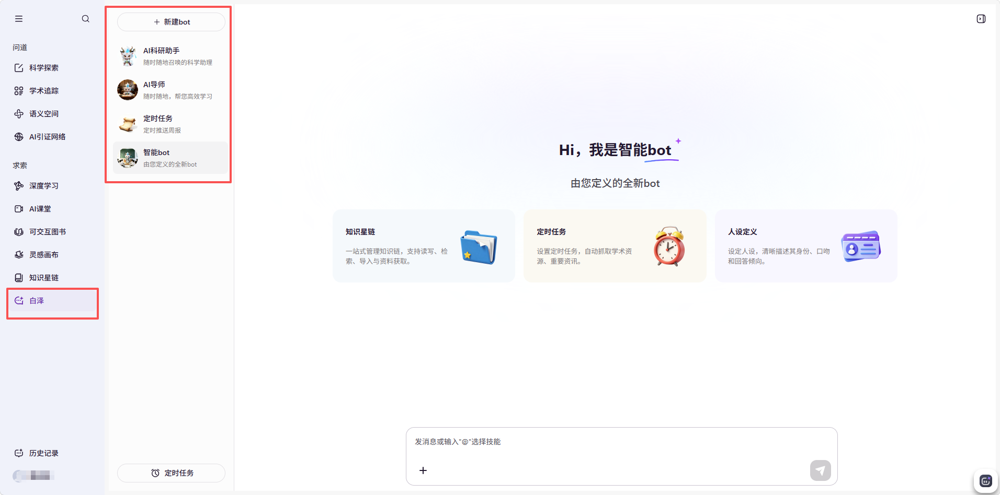 问道
科学探索
学术追踪
语义空间
AI引证网络
求索
深度学习
AI课堂
可交互图书
灵感画布
知识星链
白泽
历史记录
新建bot
AI科研助手
随时随地召唤的科学助理
AI导师
随时随地，帮您高效学习
定时任务
定时推送周报
智能bot
由您定义的全新bot
定时任务
Hi，我是智能bot
由您定义的全新bot
知识星链
一站式管理知识链，支持读写、检
索、导入与资料获取。
定时任务
设置定时任务，自动抓取学术资
源、重要资讯。
人设定义
设定人设，清晰描述其身份、口吻
和回答倾向。
发消息或输入"@"选择技能